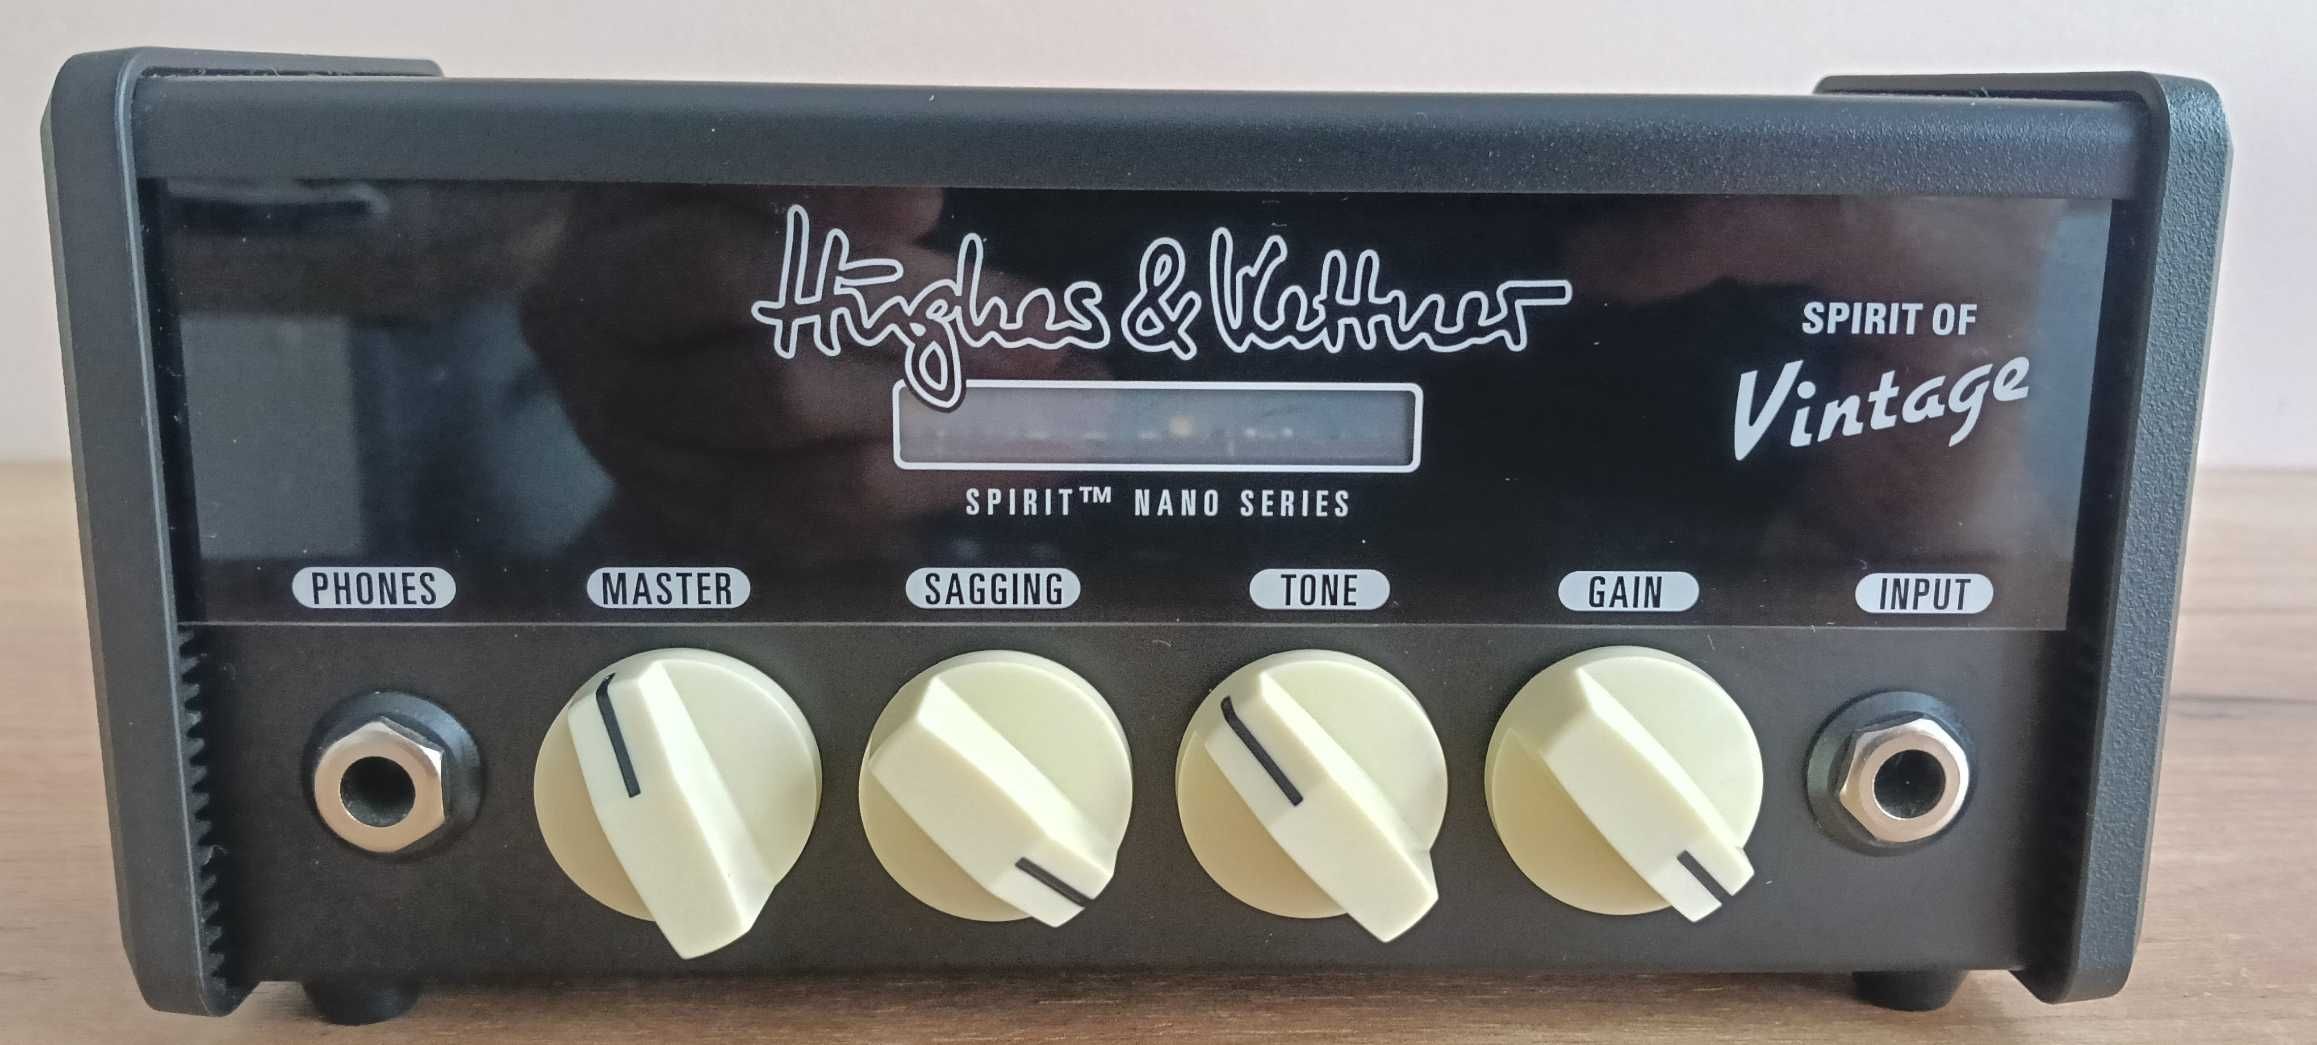 Hughes & Kettner
SPIRIT OF
Vintage
SPIRIT™ NANO SERIES
PHONES MASTER SAGGING TONE GAIN INPUT